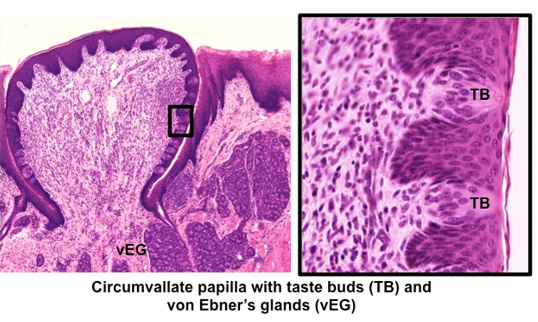 TB
TB
vEG
Circumvallate papilla with taste buds (TB) and
von Ebner's glands (vEG)